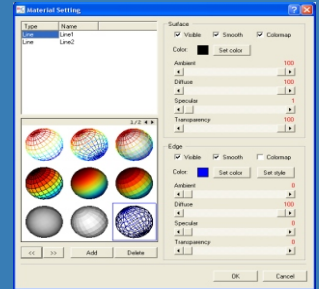 Material Setting
Type Name
Line Line1
Line Line2
1/2
<< >> Add Delete
Surface
Visible Smooth Colormap
Color: Set color
Ambient 100
Diffuse 100
Specular 1
Transparency 100
Edge
Visible Smooth Colormap
Color: Set color Set style
Ambient 0
Diffuse 100
Specular 0
Transparency 0
OK Cancel